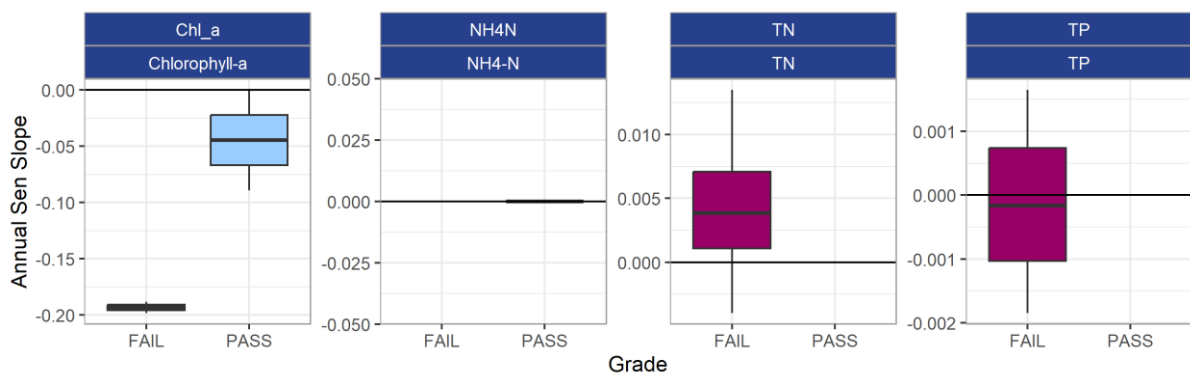 Chl_a
Chlorophyll-a
NH4N
NH4-N
TN
TN
TP
TP
Annual Sen Slope
0.00
-0.05
-0.10
-0.15
-0.20
FAIL PASS
0.050
0.025
0.000
-0.025
-0.050
FAIL PASS
0.010
0.005
0.000
FAIL PASS
0.001
0.000
-0.001
-0.002
FAIL PASS
Grade